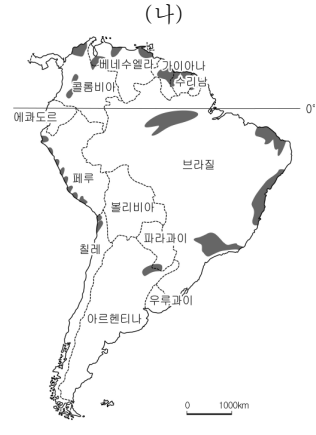 (나)
베네수엘라
가이아나
수리남
콜롬비아
0°
에콰도르
브라질
페루
볼리비아
칠레
파라과이
우루과이
아르헨티나
0 1000km